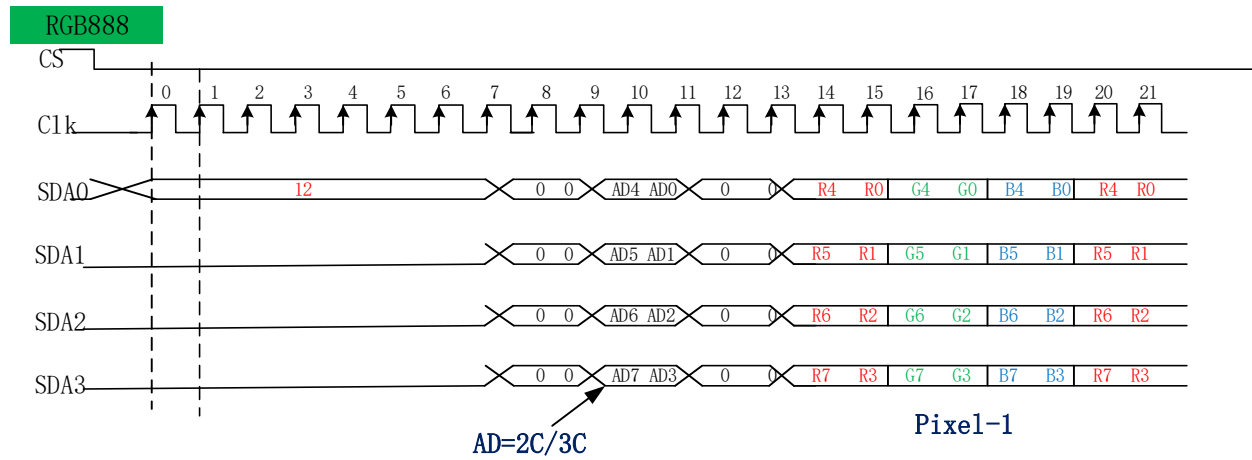 RGB888
CS
0 1 2 3 4 5 6 7 8 9 10 11 12 13 14 15 16 17 18 19 20 21
Clk
SDA0 12 0 0 AD4 AD0 0 0 R4 R0 G4 G0 B4 B0 R4 R0
SDA1 0 0 AD5 AD1 0 0 R5 R1 G5 G1 B5 B1 R5 R1
SDA2 0 0 AD6 AD2 0 0 R6 R2 G6 G2 B6 B2 R6 R2
SDA3 0 0 AD7 AD3 0 0 R7 R3 G7 G3 B7 B3 R7 R3
AD=2C/3C
Pixel-1